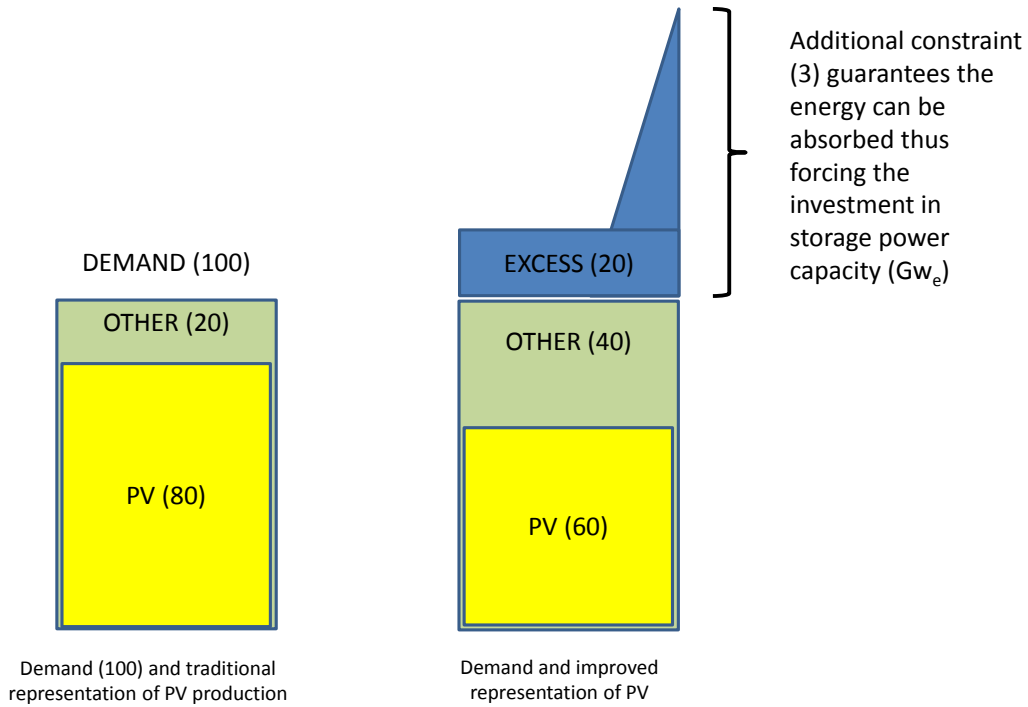 DEMAND (100)
OTHER (20)
PV (80)
Demand (100) and traditional
representation of PV production
EXCESS (20)
OTHER (40)
PV (60)
Demand and improved
representation of PV
Additional constraint
(3) guarantees the
energy can be
absorbed thus
forcing the
investment in
storage power
capacity (Gwₑ)